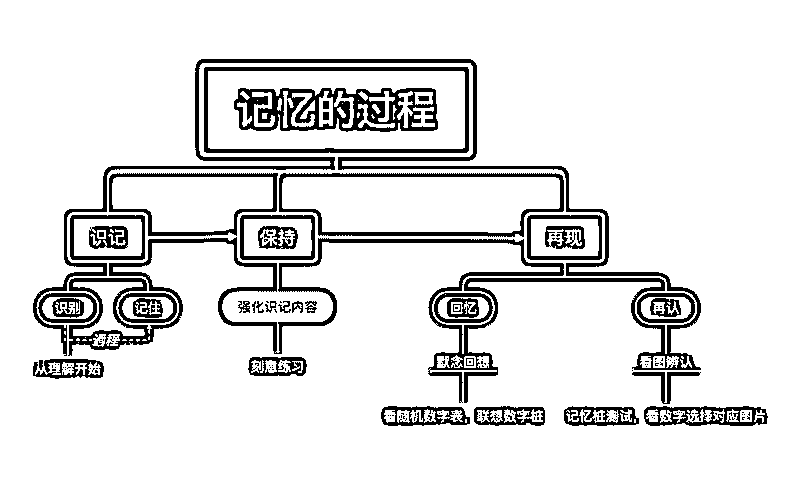 记忆的过程
识记
保持
再现
识别
记住
强化识记内容
回忆
再认
过程
从理解开始
刻意练习
默念回想
看图辨认
看随机数字表，联想数字桩
记忆桩测试，看数字选择对应图片